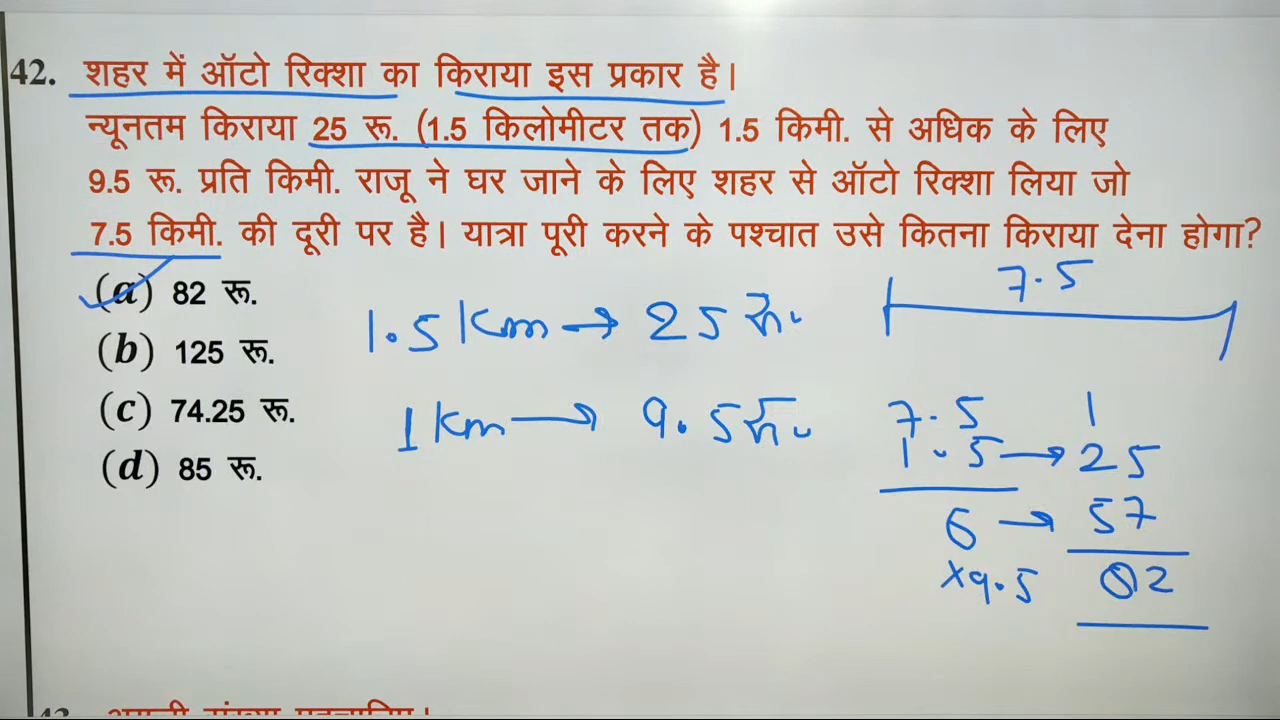 42. शहर में ऑटो रिक्शा का किराया इस प्रकार है।
न्यूनतम किराया 25 रू. (1.5 किलोमीटर तक) 1.5 किमी. से अधिक के लिए
9.5 रू. प्रति किमी. राजू ने घर जाने के लिए शहर से ऑटो रिक्शा लिया जो
7.5 किमी. की दूरी पर है। यात्रा पूरी करने के पश्चात उसे कितना किराया देना होगा?
(a) 82 रू.
(b) 125 रू.
(c) 74.25 रू.
(d) 85 रू.
1.5 Km → 25 रू.
1 Km → 9.5 रू.
7.5
7.5 1
1.5 → 25
6 → 57
x9.5 82